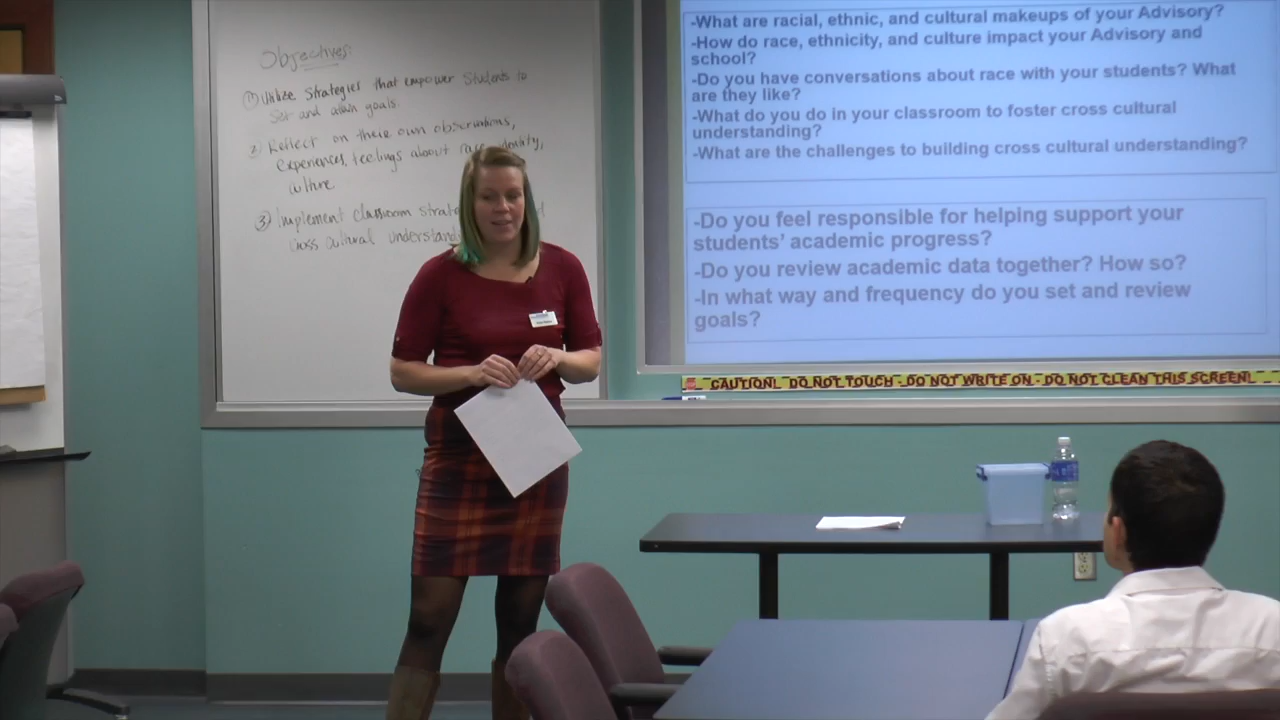 Objectives:
① Utilize Strategies that empower Students to
Set and attain goals.
② Reflect on their own observations,
experiences, feelings about
culture
③ Implement classroom
cross cultural
-What are racial, ethnic, and cultural makeups of your Advisory?
-How do race, ethnicity, and culture impact your Advisory and
school?
-Do you have conversations about race with your students? What
are they like?
-What do you do in your classroom to foster cross cultural
understanding?
-What are the challenges to building cross cultural understanding?
-Do you feel responsible for helping support your
students' academic progress?
-Do you review academic data together? How so?
-In what way and frequency do you set and review
goals?
CAUTION! DO NOT TOUCH - DO NOT WRITE ON - DO NOT CLEAN THIS SCREEN!